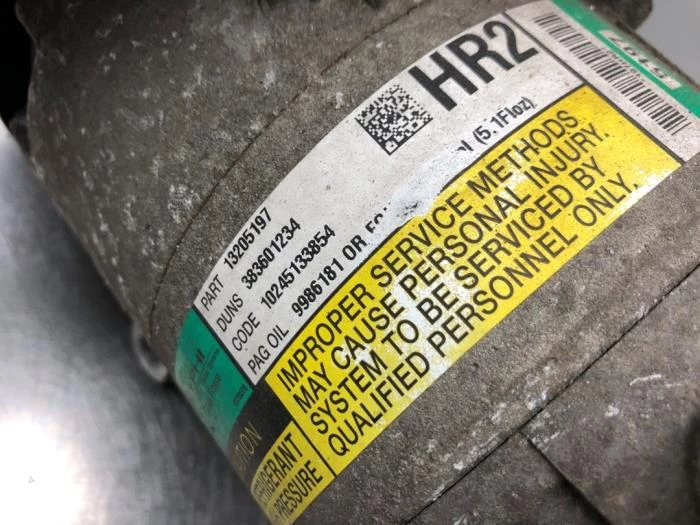 HR2
PART 13205197
DUNS 383601234
CODE 10245133854
PAG OIL 9986181 OR (5.1Floz)
IMPROPER SERVICE METHODS
MAY CAUSE PERSONAL INJURY.
SYSTEM TO BE SERVICED BY
QUALIFIED PERSONNEL ONLY.
PRESSURE